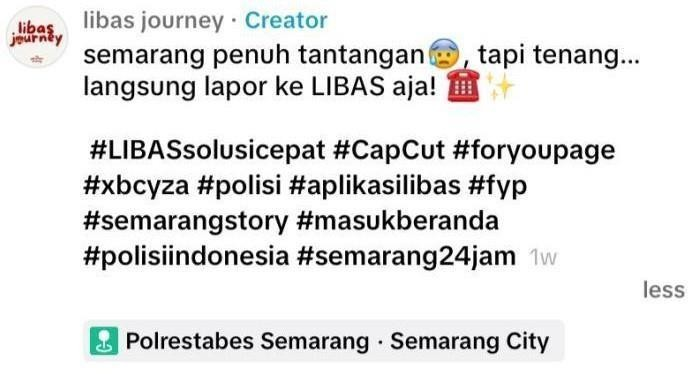 libas
journey
libas journey · Creator
semarang penuh tantangan😰, tapi tenang...
langsung lapor ke LIBAS aja! ☎️✨
#LIBASsolusicepat #CapCut #foryoupage
#xbcyza #polisi #aplikasilibas #fyp
#semarangstory #masukberanda
#polisiindonesia #semarang24jam 1w
less
Polrestabes Semarang · Semarang City